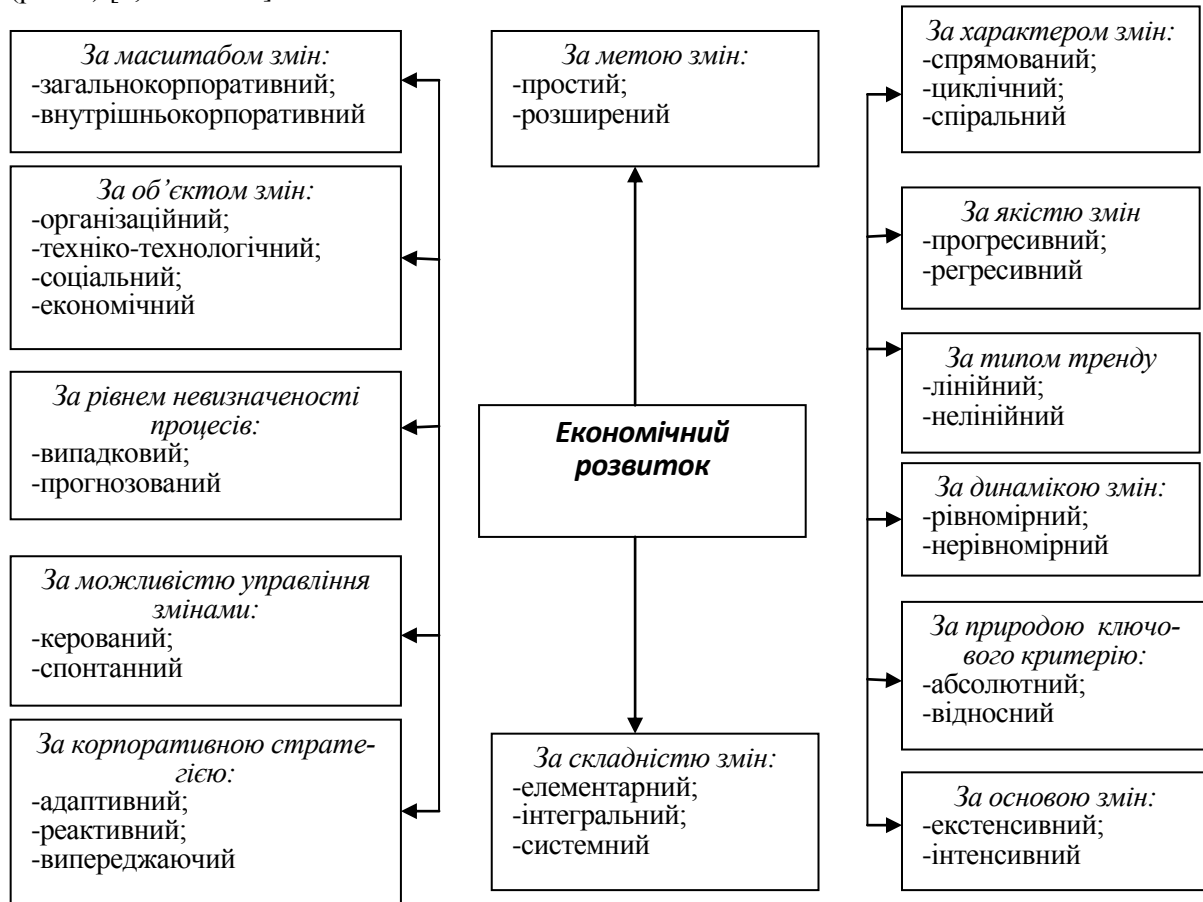 За масштабом змін:
-загальнокорпоративний;
-внутрішньокорпоративний
За об’єктом змін:
-організаційний;
-техніко-технологічний;
-соціальний;
-економічний
За рівнем невизначеності
процесів:
-випадковий;
-прогнозований
За можливістю управління
змінами:
-керований;
-спонтанний
За корпоративною страте-
гією:
-адаптивний;
-реактивний;
-випереджаючий
За метою змін:
-простий;
-розширений
Економічний
розвиток
За складністю змін:
-елементарний;
-інтегральний;
-системний
За характером змін:
-спрямований;
-циклічний;
-спіральний
За якістю змін
-прогресивний;
-регресивний
За типом тренду
-лінійний;
-нелінійний
За динамікою змін:
-рівномірний;
-нерівномірний
За природою ключо-
вого критерію:
-абсолютний;
-відносний
За основою змін:
-екстенсивний;
-інтенсивний